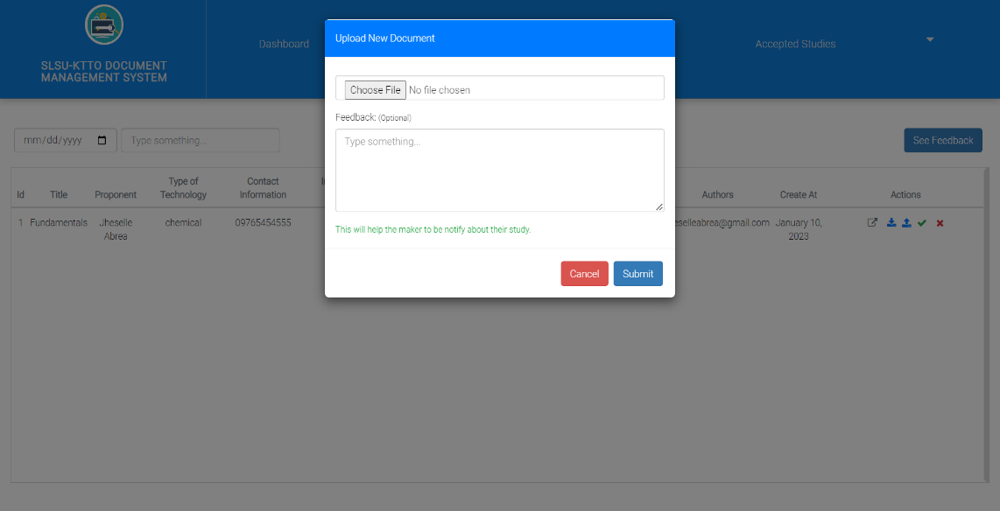 SLSU-KTTO DOCUMENT
MANAGEMENT SYSTEM
Dashboard
Accepted Studies
Upload New Document
Choose File No file chosen
Feedback: (Optional)
Type something...
This will help the maker to be notify about their study.
Cancel Submit
mm/dd/yyyy Type something...
See Feedback
Id Title Proponent Type of Technology Contact Information Authors Create At Actions
1 Fundamentals Jheselle Abrea chemical 09765454555 eselleabrea@gmail.com January 10, 2023